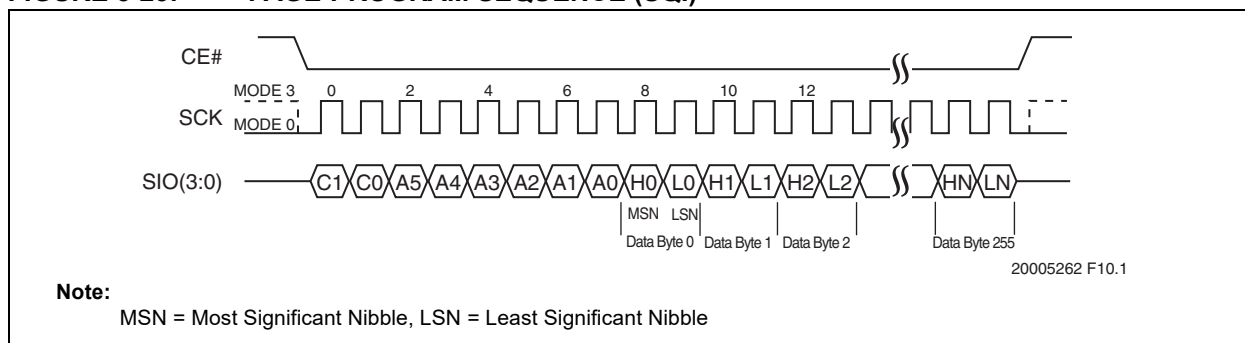 CE#
MODE 3 0 2 4 6 8 10 12
SCK
MODE 0
SIO(3:0) C1 C0 A5 A4 A3 A2 A1 A0 H0 L0 H1 L1 H2 L2 HN LN
MSN LSN
Data Byte 0 Data Byte 1 Data Byte 2 Data Byte 255
20005262 F10.1
Note:
MSN = Most Significant Nibble, LSN = Least Significant Nibble